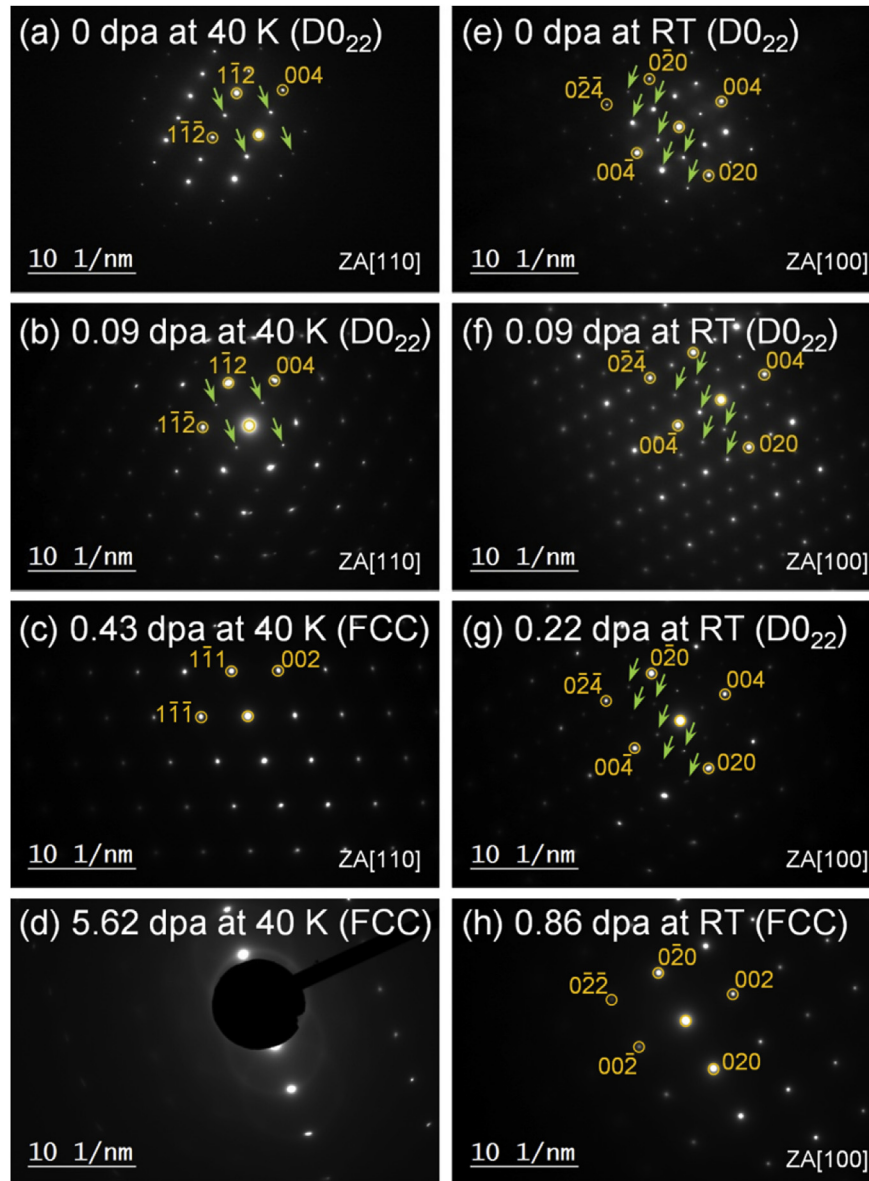 (a) 0 dpa at 40 K (D0₂₂)
11̅2
004
11̅2̅
10 1/nm
ZA[110]
(e) 0 dpa at RT (D0₂₂)
02̅0
02̅4̅
004
004̅
020
10 1/nm
ZA[100]
(b) 0.09 dpa at 40 K (D0₂₂)
11̅2
004
11̅2̅
10 1/nm
ZA[110]
(f) 0.09 dpa at RT (D0₂₂)
02̅4̅
004
004̅
020
10 1/nm
ZA[100]
(c) 0.43 dpa at 40 K (FCC)
11̅1
002
11̅1̅
10 1/nm
ZA[110]
(g) 0.22 dpa at RT (D0₂₂)
02̅0
02̅4̅
004
004̅
020
10 1/nm
ZA[100]
(d) 5.62 dpa at 40 K (FCC)
10 1/nm
(h) 0.86 dpa at RT (FCC)
02̅0
02̅2̅
002
002̅
020
10 1/nm
ZA[100]